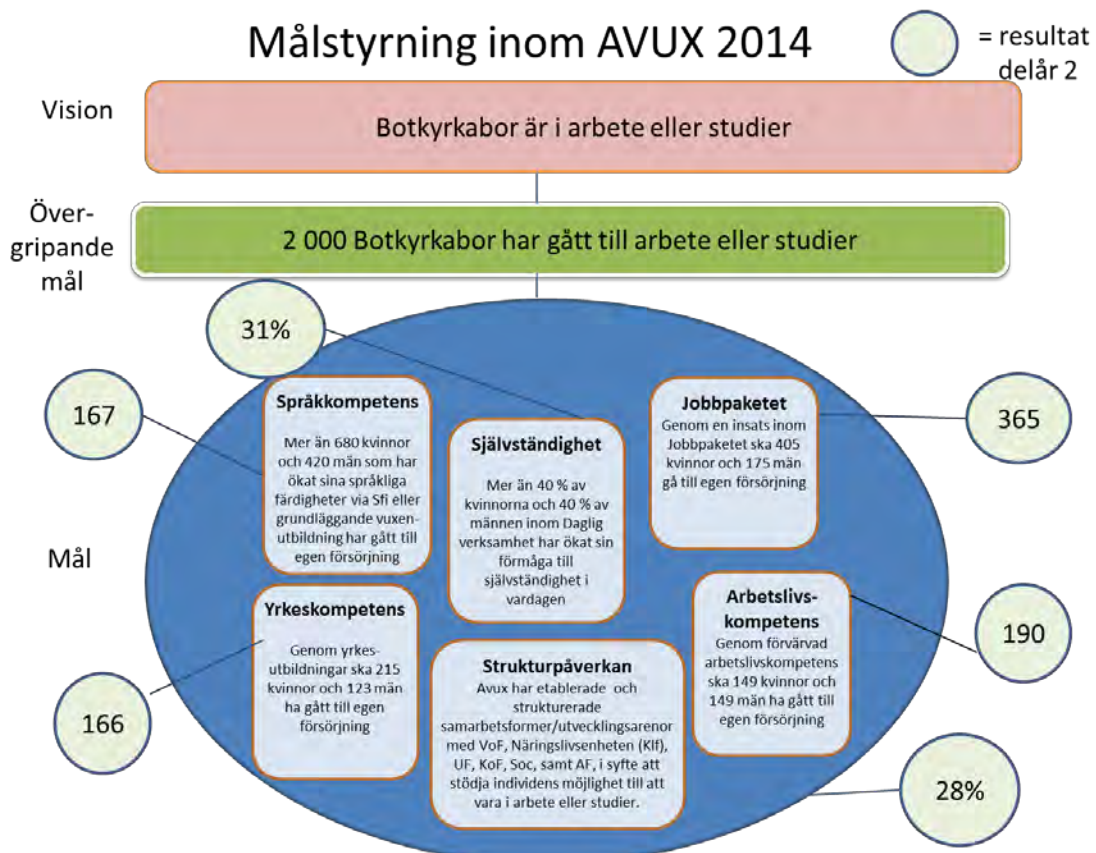 Målstyrning inom AVUX 2014
= resultat
delår 2
Vision
Botkyrkabor är i arbete eller studier
Över-
gripande
mål
2 000 Botkyrkabor har gått till arbete eller studier
31%
167
Språkkompetens
Mer än 680 kvinnor
och 420 män som har
ökat sina språkliga
färdigheter via Sfi eller
grundläggande vuxen-
utbildning har gått till
egen försörjning
Självständighet
Mer än 40 % av
kvinnorna och 40 % av
männen inom Daglig
verksamhet har ökat sin
förmåga till
självständighet i
vardagen
Jobbpaketet
Genom en insats inom
Jobbpaketet ska 405
kvinnor och 175 män
gå till egen försörjning
365
Mål
Yrkeskompetens
Genom yrkes-
utbildningar ska 215
kvinnor och 123 män
ha gått till egen
försörjning
166
Strukturpåverkan
Avux har etablerade och
strukturerade
samarbetsformer/utvecklingsarenor
med VoF, Näringslivsenheten (Klf),
UF, KoF, Soc, samt AF, i syfte att
stödja individens möjlighet till att
vara i arbete eller studier.
Arbetslivs-
kompetens
Genom förvärvad
arbetslivskompetens
ska 149 kvinnor och
149 män ha gått till
egen försörjning
190
28%